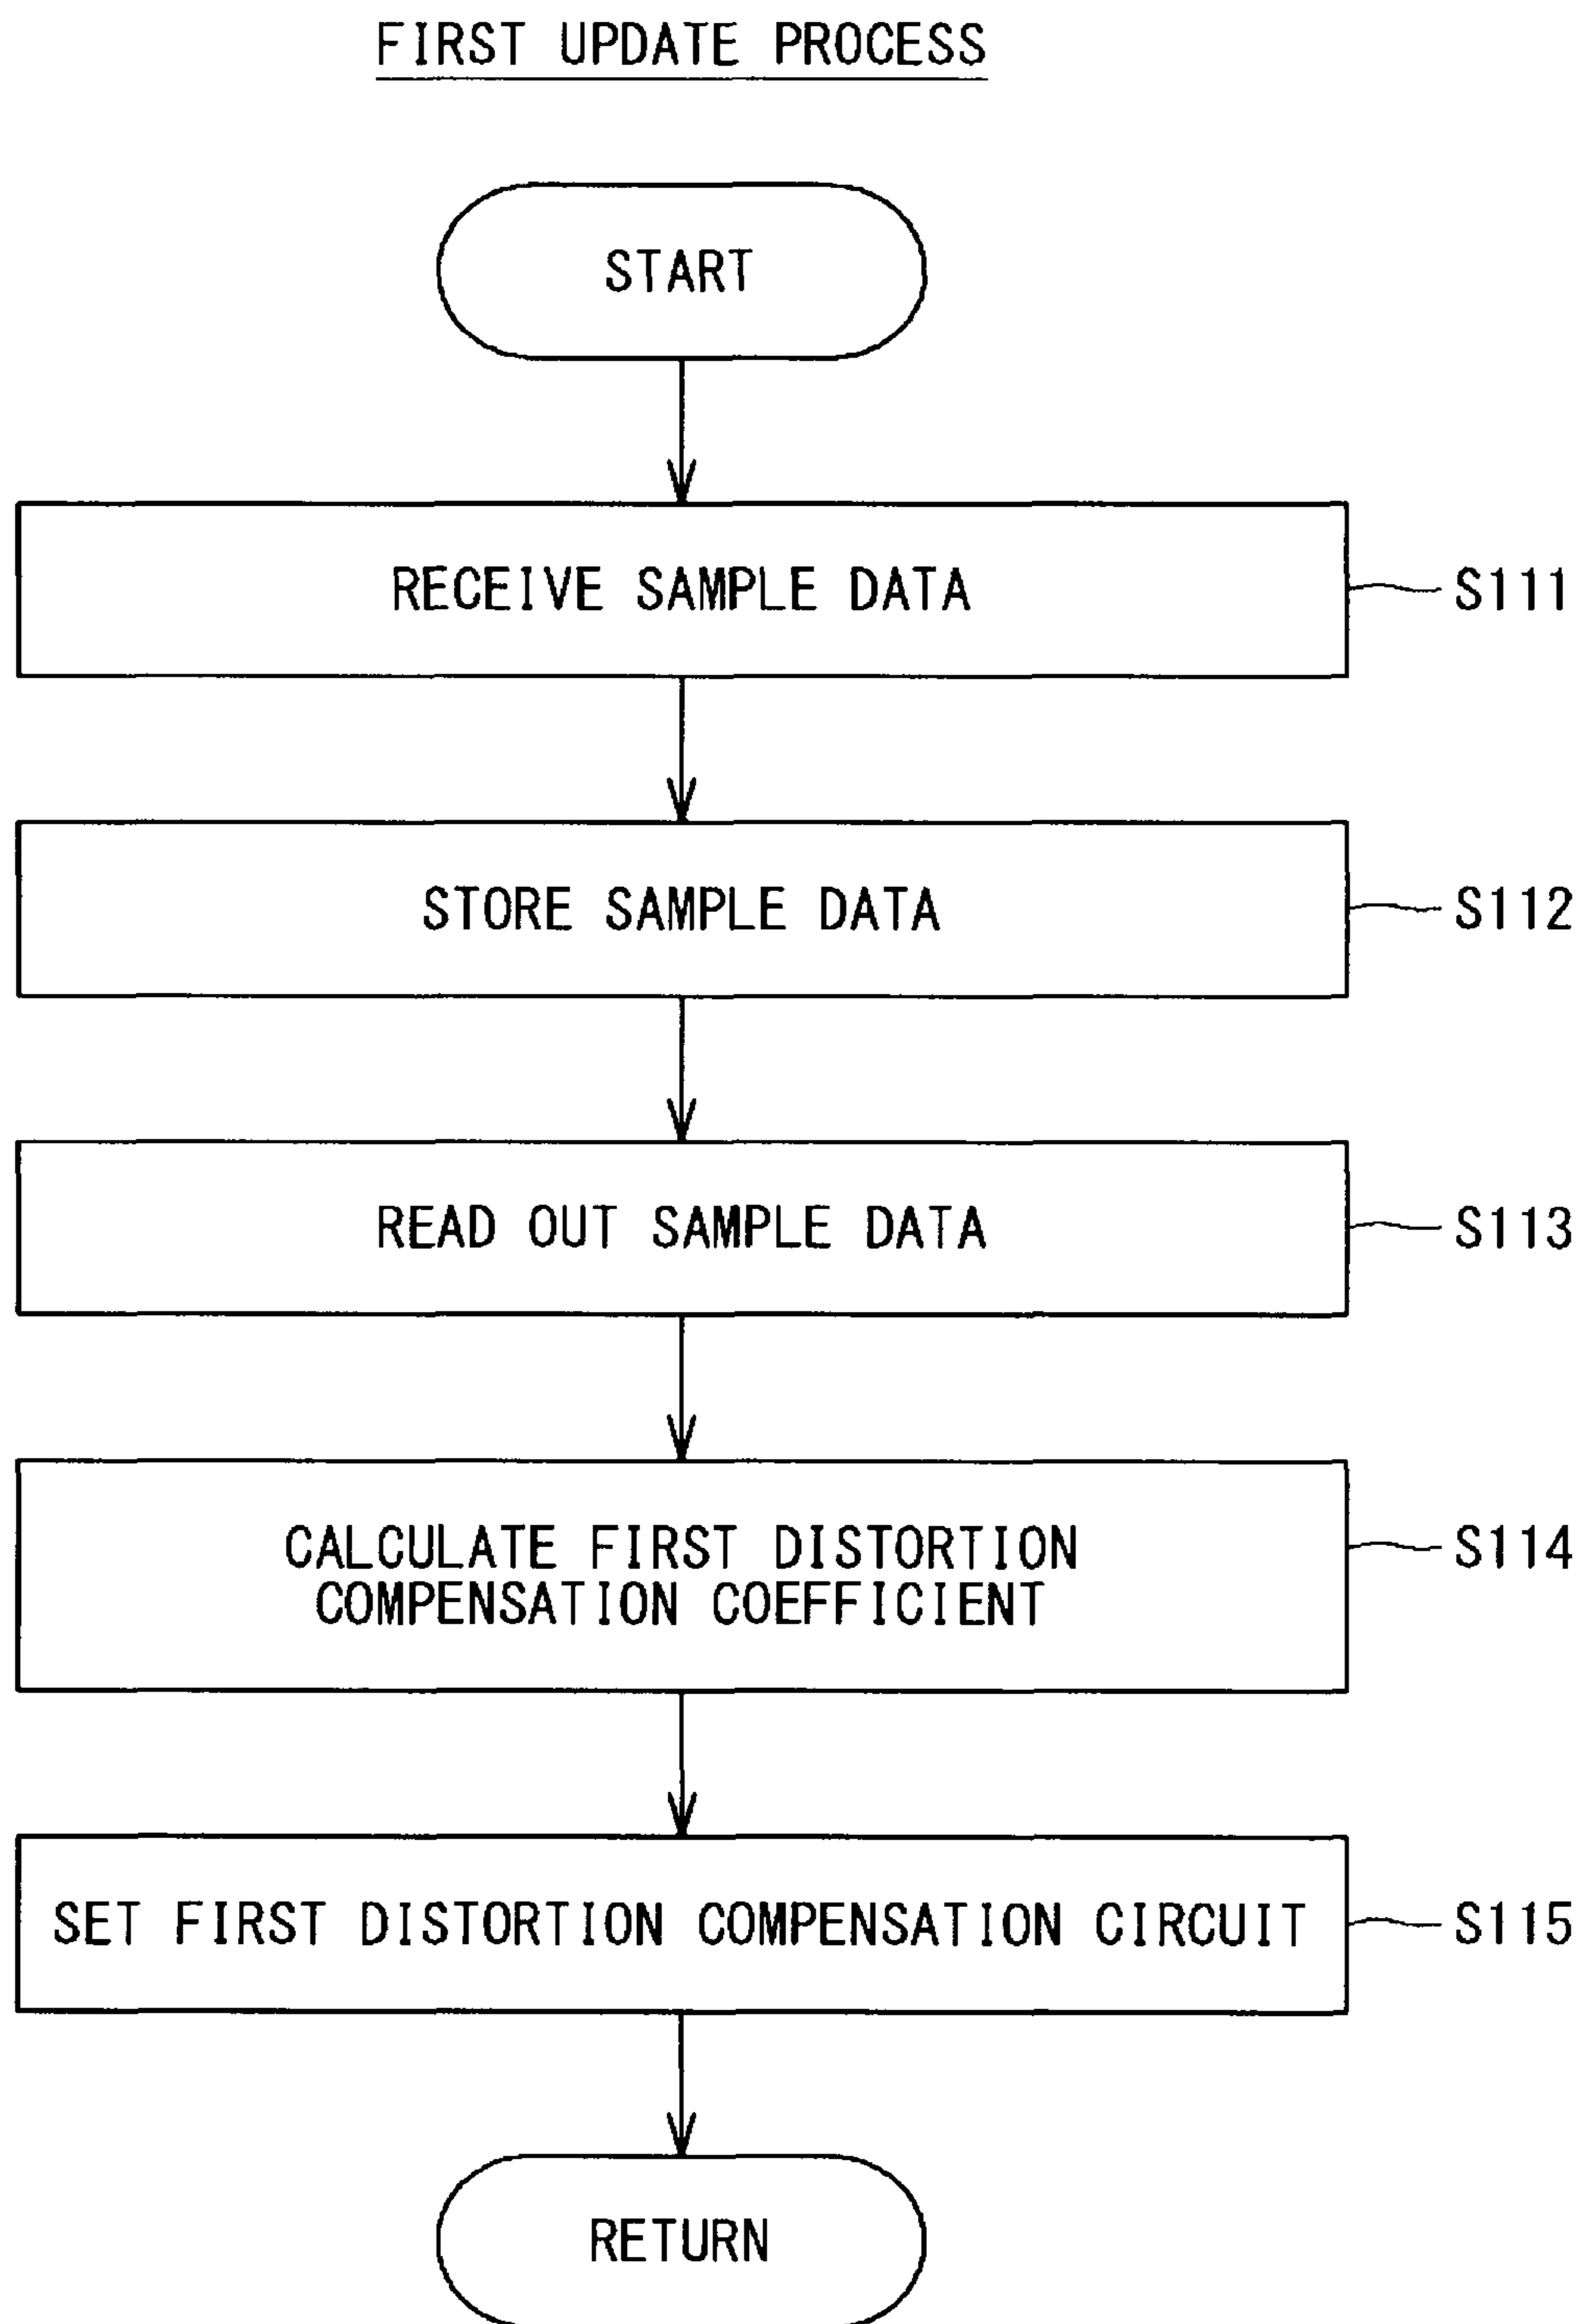 FIRST UPDATE PROCESS
START
RECEIVE SAMPLE DATA
S111
STORE SAMPLE DATA
S112
READ OUT SAMPLE DATA
S113
CALCULATE FIRST DISTORTION
COMPENSATION COEFFICIENT
S114
SET FIRST DISTORTION COMPENSATION CIRCUIT
S115
RETURN